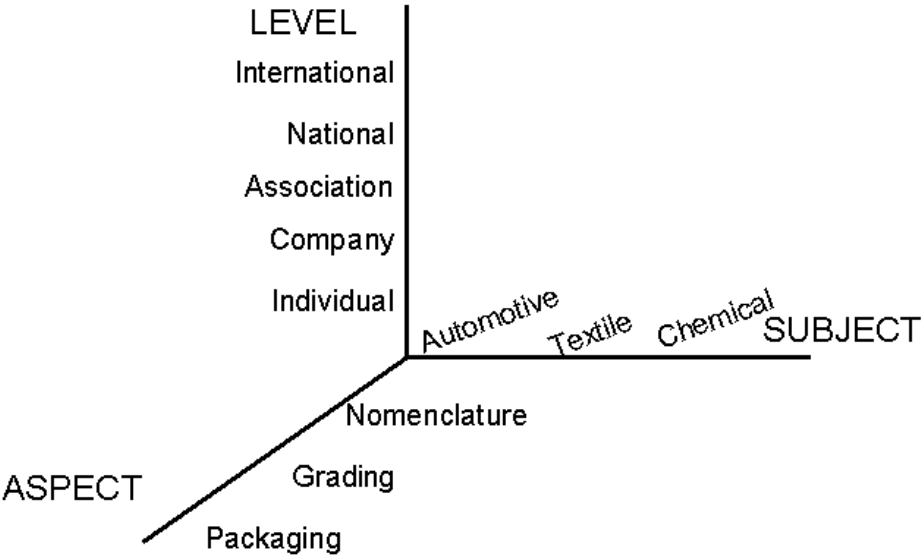 LEVEL
International
National
Association
Company
Individual
Automotive
Textile
Chemical
SUBJECT
Nomenclature
Grading
ASPECT
Packaging